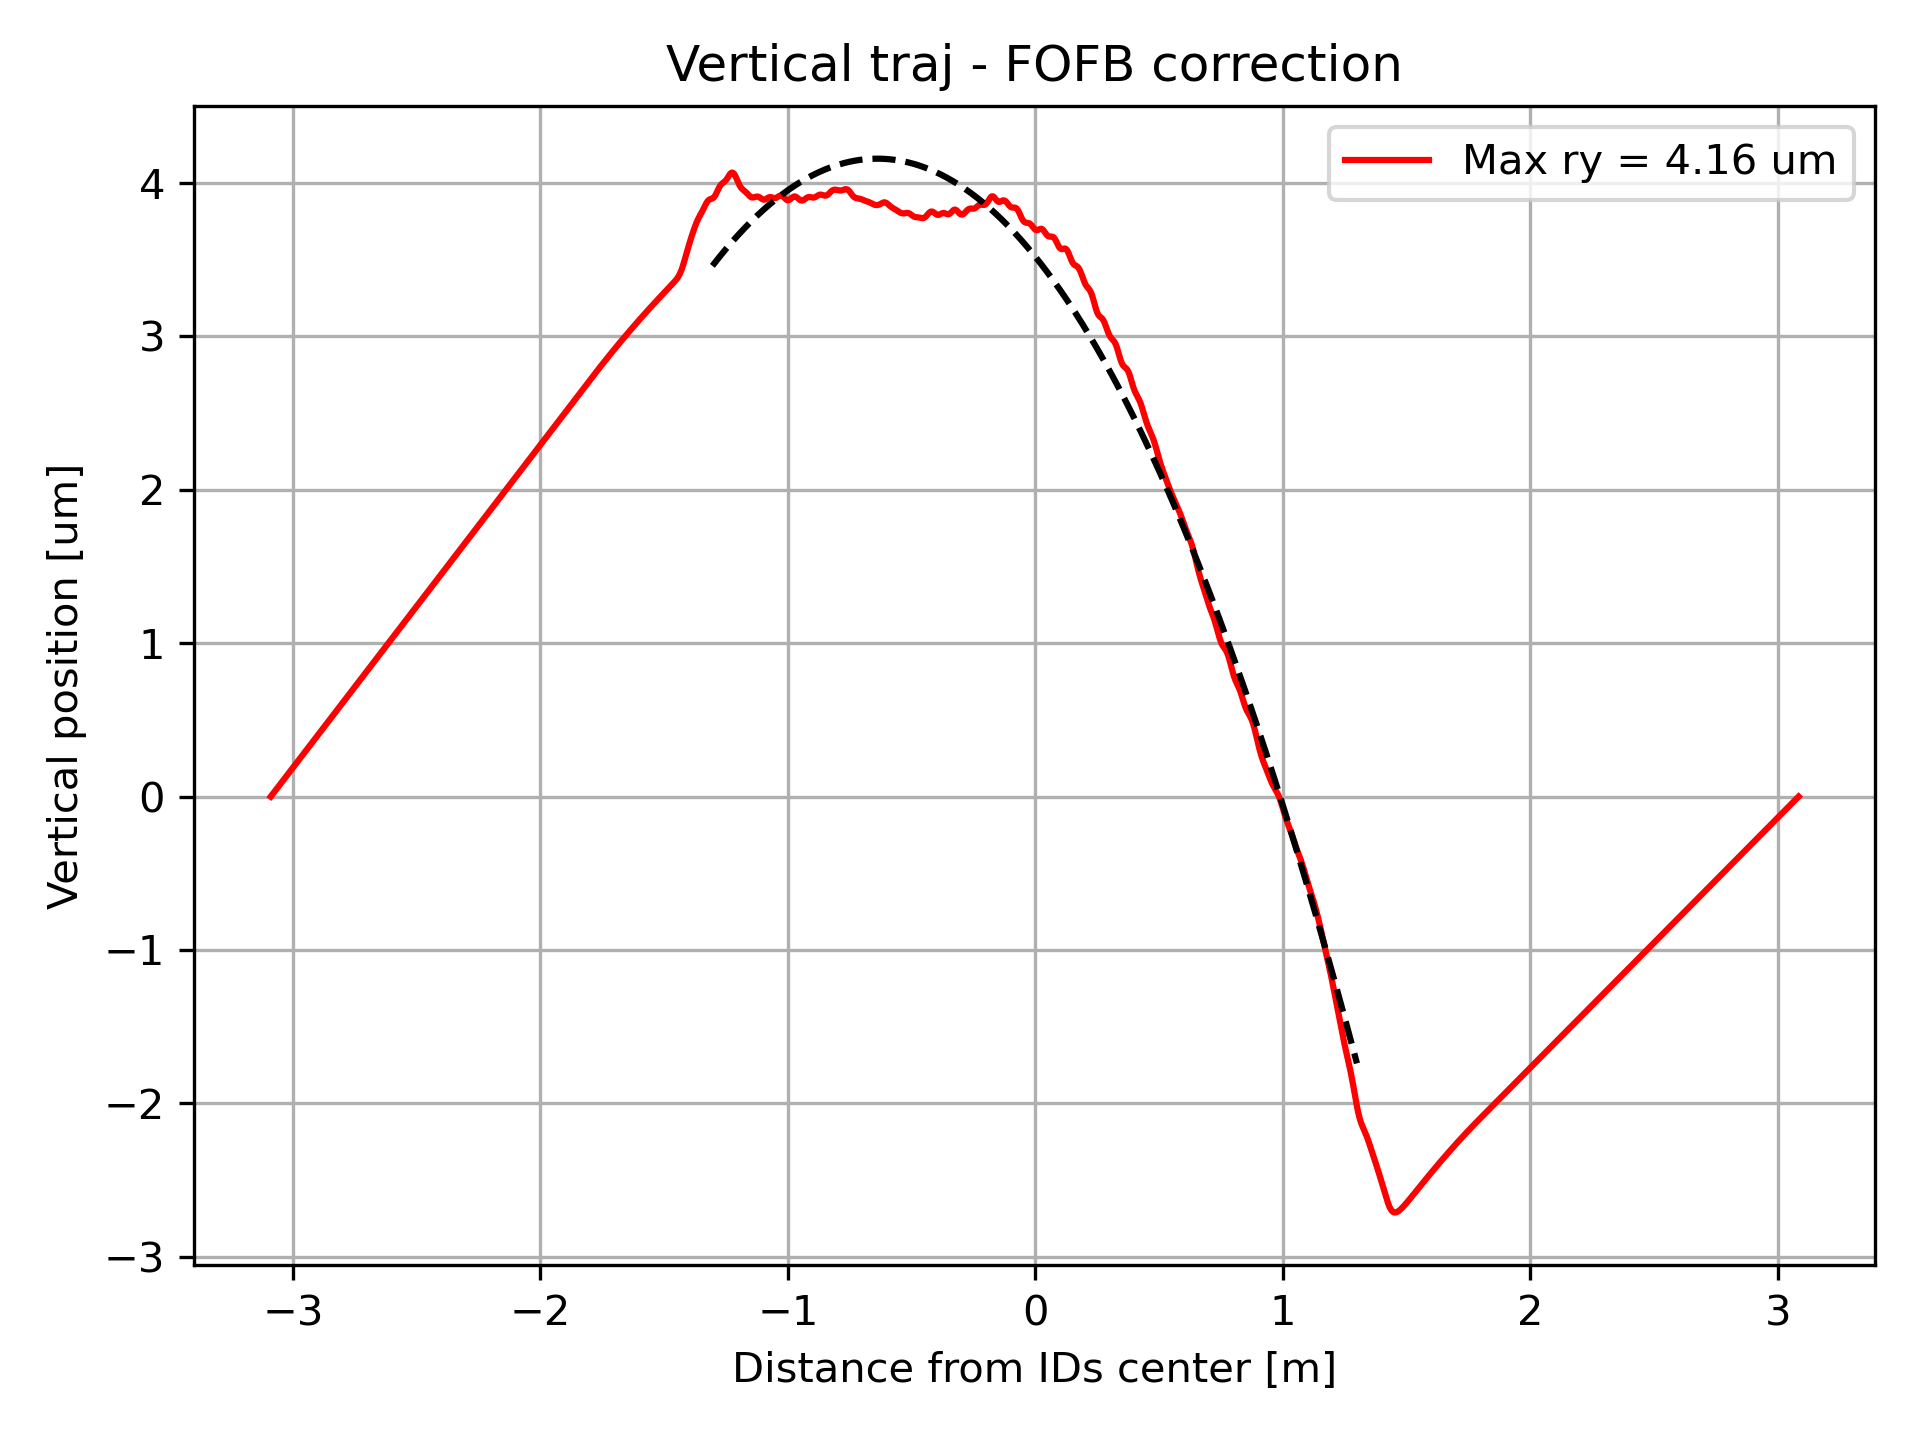 Vertical traj - FOFB correction
Max ry = 4.16 um
Vertical position [um]
4
3
2
1
0
−1
−2
−3
−3 −2 −1 0 1 2 3
Distance from IDs center [m]